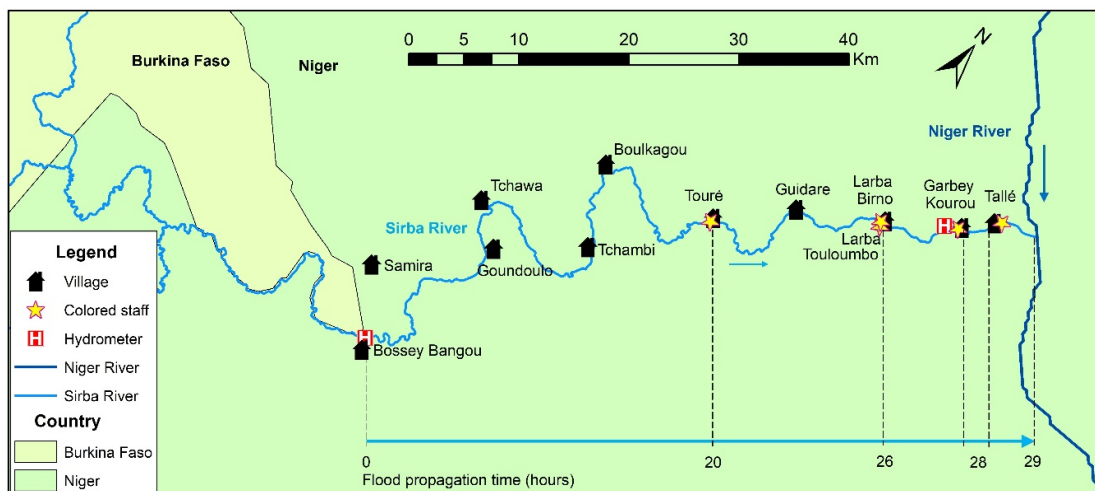 0 5 10 20 30 40
Km
Burkina Faso
Niger
N
Niger River
Boulkagou
Tchawa
Touré
Guidare
Larba
Birno
Garbey
Kourou
Tallé
Sirba River
Samira
Goundoulo
Tchambi
Larba
Touloumbo
Bossey Bangou
Legend
Village
Colored staff
H Hydrometer
Niger River
Sirba River
Country
Burkina Faso
Niger
H
H
0 20 26 28 29
Flood propagation time (hours)